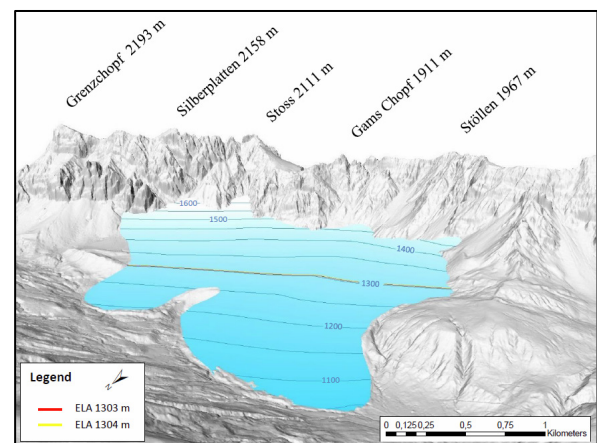 Grenzchopf 2193 m
Silberplatten 2158 m
Stoss 2111 m
Gams Chopf 1911 m
Stöllen 1967 m
1600
1500
1400
1300
1200
1100
Legend
N
ELA 1303 m
ELA 1304 m
0 0,125 0,25 0,5 0,75 1
Kilometers